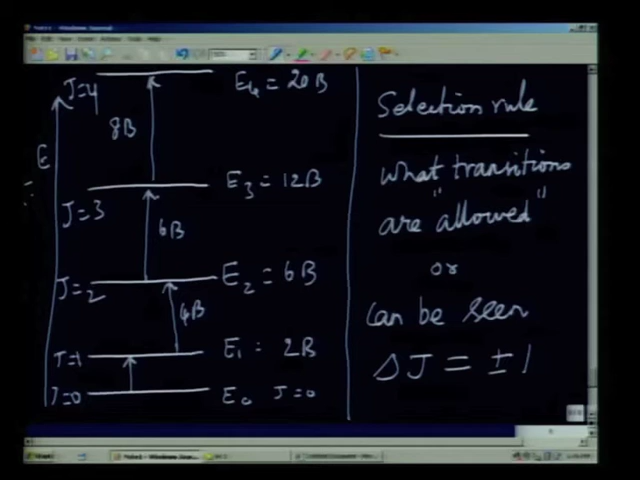 J=4
E₄ = 20B
8B
E
E₃ = 12B
J=3
6B
E₂ = 6B
J=2
4B
E₁ = 2B
J=1
J=0
E₀ J=0
Selection rule
what transitions
are "allowed"
or
can be seen
ΔJ = ±1